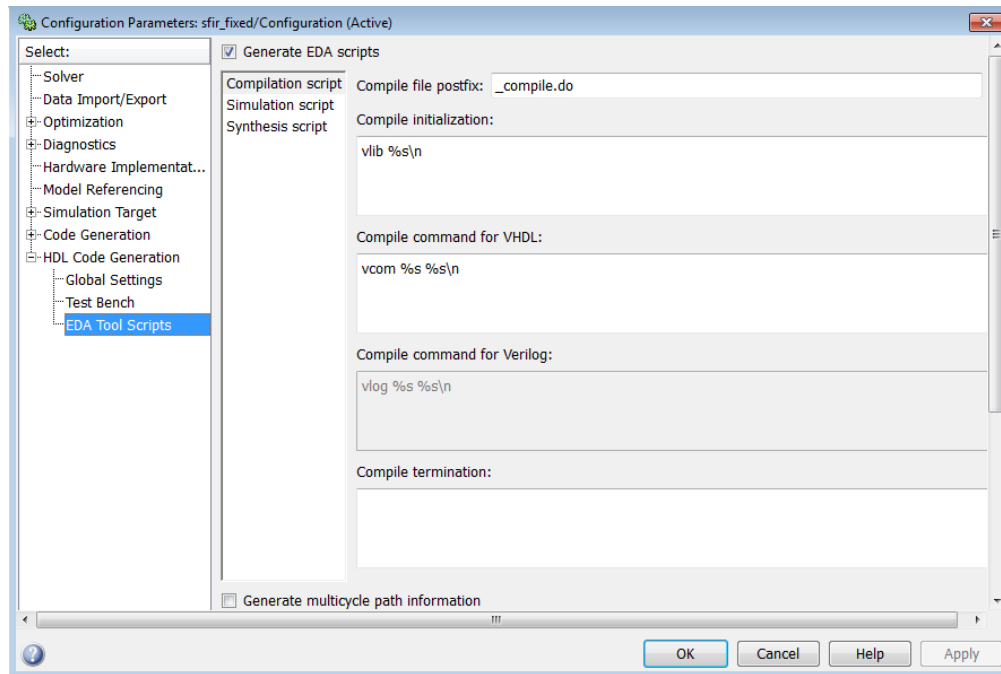 Configuration Parameters: sfir_fixed/Configuration (Active)
Select:
Solver
Data Import/Export
Optimization
Diagnostics
Hardware Implementat...
Model Referencing
Simulation Target
Code Generation
HDL Code Generation
Global Settings
Test Bench
EDA Tool Scripts
Generate EDA scripts
Compilation script
Simulation script
Synthesis script
Compile file postfix: _compile.do
Compile initialization:
vlib %s\n
Compile command for VHDL:
vcom %s %s\n
Compile command for Verilog:
vlog %s %s\n
Compile termination:
Generate multicycle path information
OK Cancel Help Apply